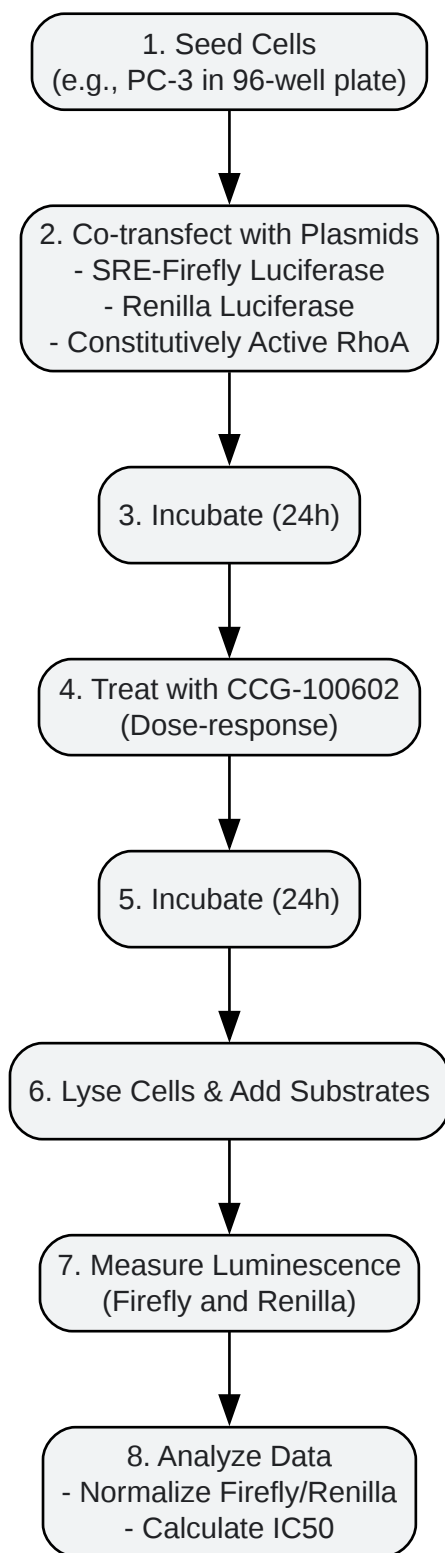 1. Seed Cells
(e.g., PC-3 in 96-well plate)
2. Co-transfect with Plasmids
- SRE-Firefly Luciferase
- Renilla Luciferase
- Constitutively Active RhoA
3. Incubate (24h)
4. Treat with CCG-100602
(Dose-response)
5. Incubate (24h)
6. Lyse Cells & Add Substrates
7. Measure Luminescence
(Firefly and Renilla)
8. Analyze Data
- Normalize Firefly/Renilla
- Calculate IC50